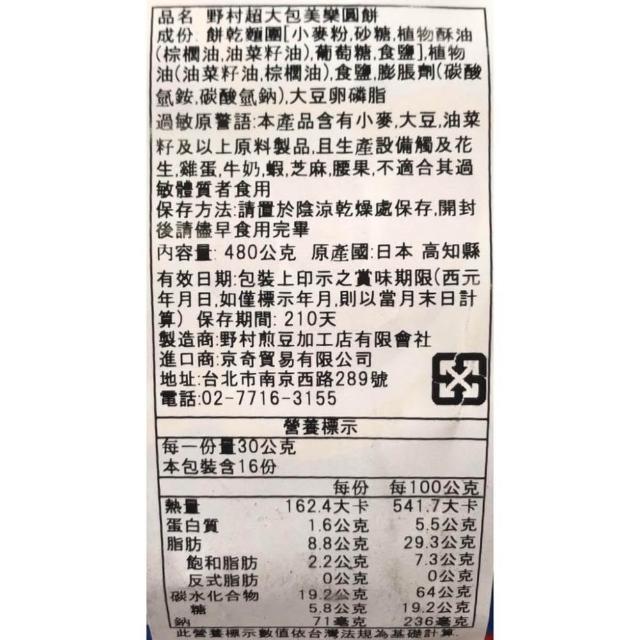 品名 野村超大包美樂圓餅
成份: 餅乾麵團[小麥粉,砂糖,植物酥油
(棕櫚油,油菜籽油),葡萄糖,食鹽],植物
油(油菜籽油,棕櫚油),食鹽,膨脹劑(碳酸
氫銨,碳酸氫鈉),大豆卵磷脂
過敏原警語:本產品含有小麥,大豆,油菜
籽及以上原料製品,且生產設備觸及花
生,雞蛋,牛奶,蝦,芝麻,腰果,不適合其過
敏體質者食用
保存方法:請置於陰涼乾燥處保存,開封
後請儘早食用完畢
內容量: 480公克 原產國:日本 高知縣
有效日期:包裝上印示之賞味期限(西元
年月日,如僅標示年月,則以當月末日計
算) 保存期間: 210天
製造商:野村煎豆加工店有限會社
進口商:京奇貿易有限公司
地址:台北市南京西路289號
電話:02-7716-3155
營養標示
每一份量30公克
本包裝含16份
每份 每100公克
熱量 162.4大卡 541.7大卡
蛋白質 1.6公克 5.5公克
脂肪 8.8公克 29.3公克
飽和脂肪 2.2公克 7.3公克
反式脂肪 0公克 0公克
碳水化合物 19.2公克 64公克
糖 5.8公克 19.2公克
鈉 71毫克 236毫克
此營養標示數值依台灣法規為基礎計算